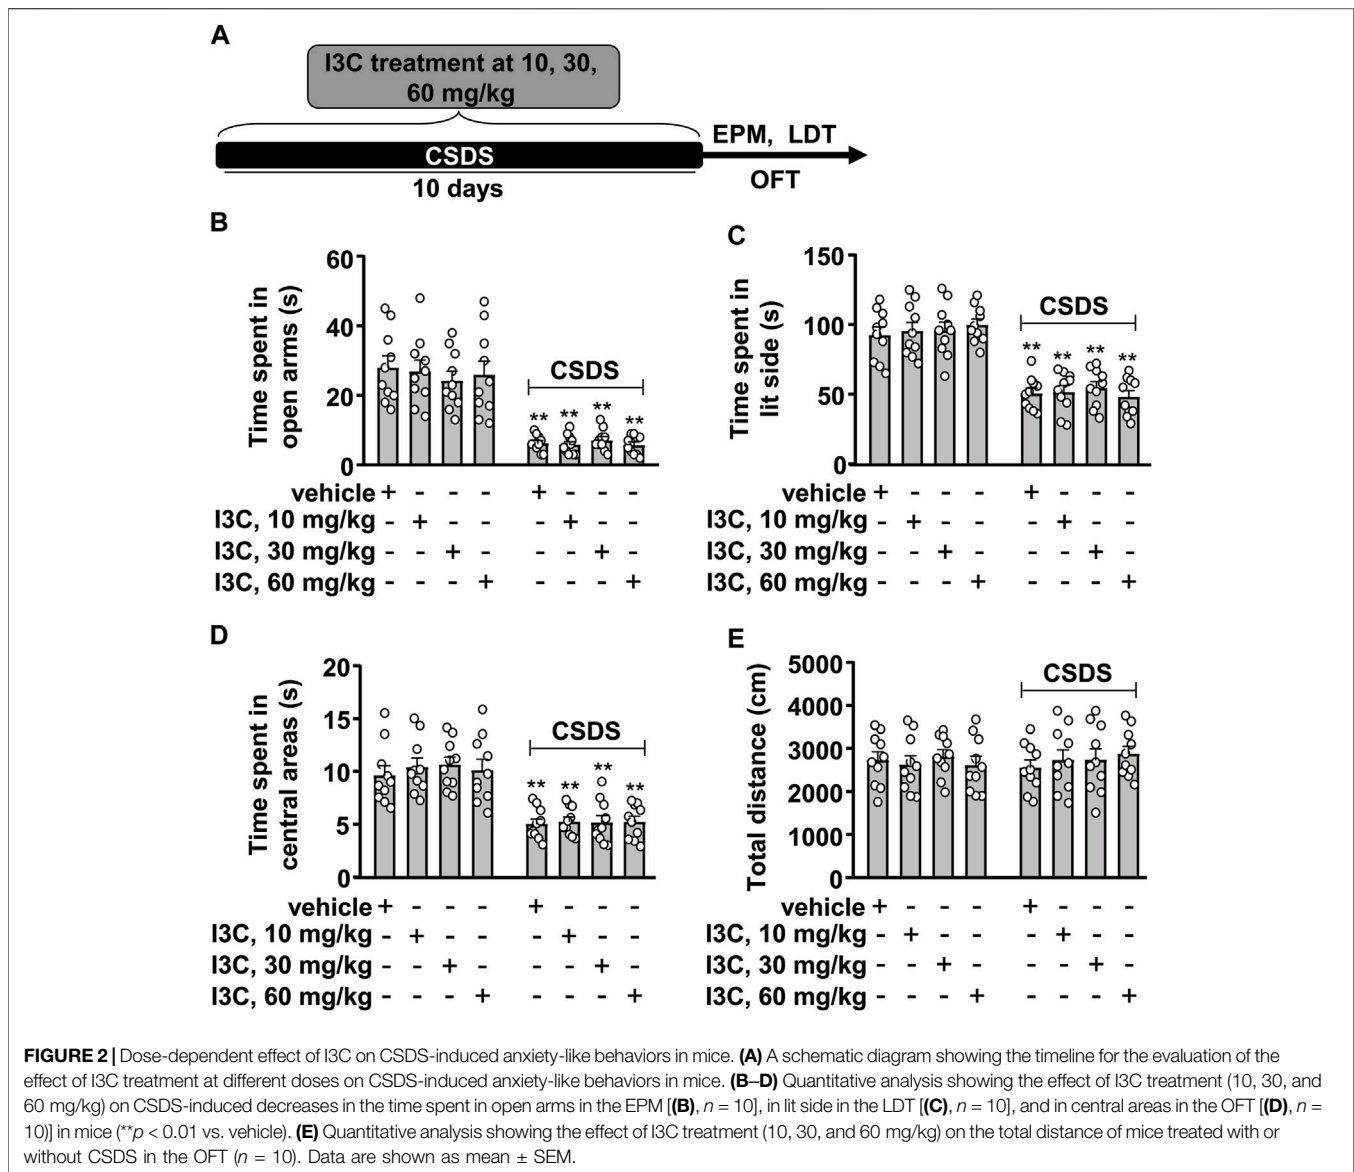 A
I3C treatment at 10, 30,
60 mg/kg
CSDS
10 days
EPM, LDT
OFT
B
Time spent in
open arms (s)
60
40
20
0
CSDS
** ** ** **
vehicle + - - - + - - -
I3C, 10 mg/kg - + - - - + - -
I3C, 30 mg/kg - - + - - - + -
I3C, 60 mg/kg - - - + - - - +
C
Time spent in
lit side (s)
150
100
50
0
CSDS
** ** ** **
vehicle + - - - + - - -
I3C, 10 mg/kg - + - - - + - -
I3C, 30 mg/kg - - + - - - + -
I3C, 60 mg/kg - - - + - - - +
D
Time spent in
central areas (s)
20
15
10
5
0
CSDS
** ** ** **
vehicle + - - - + - - -
I3C, 10 mg/kg - + - - - + - -
I3C, 30 mg/kg - - + - - - + -
I3C, 60 mg/kg - - - + - - - +
E
Total distance (cm)
5000
4000
3000
2000
1000
0
CSDS
vehicle + - - - + - - -
I3C, 10 mg/kg - + - - - + - -
I3C, 30 mg/kg - - + - - - + -
I3C, 60 mg/kg - - - + - - - +
FIGURE 2 | Dose-dependent effect of I3C on CSDS-induced anxiety-like behaviors in mice. (A) A schematic diagram showing the timeline for the evaluation of the
effect of I3C treatment at different doses on CSDS-induced anxiety-like behaviors in mice. (B–D) Quantitative analysis showing the effect of I3C treatment (10, 30, and
60 mg/kg) on CSDS-induced decreases in the time spent in open arms in the EPM [(B), n = 10], in lit side in the LDT [(C), n = 10], and in central areas in the OFT [(D), n =
10)] in mice (**p < 0.01 vs. vehicle). (E) Quantitative analysis showing the effect of I3C treatment (10, 30, and 60 mg/kg) on the total distance of mice treated with or
without CSDS in the OFT (n = 10). Data are shown as mean ± SEM.